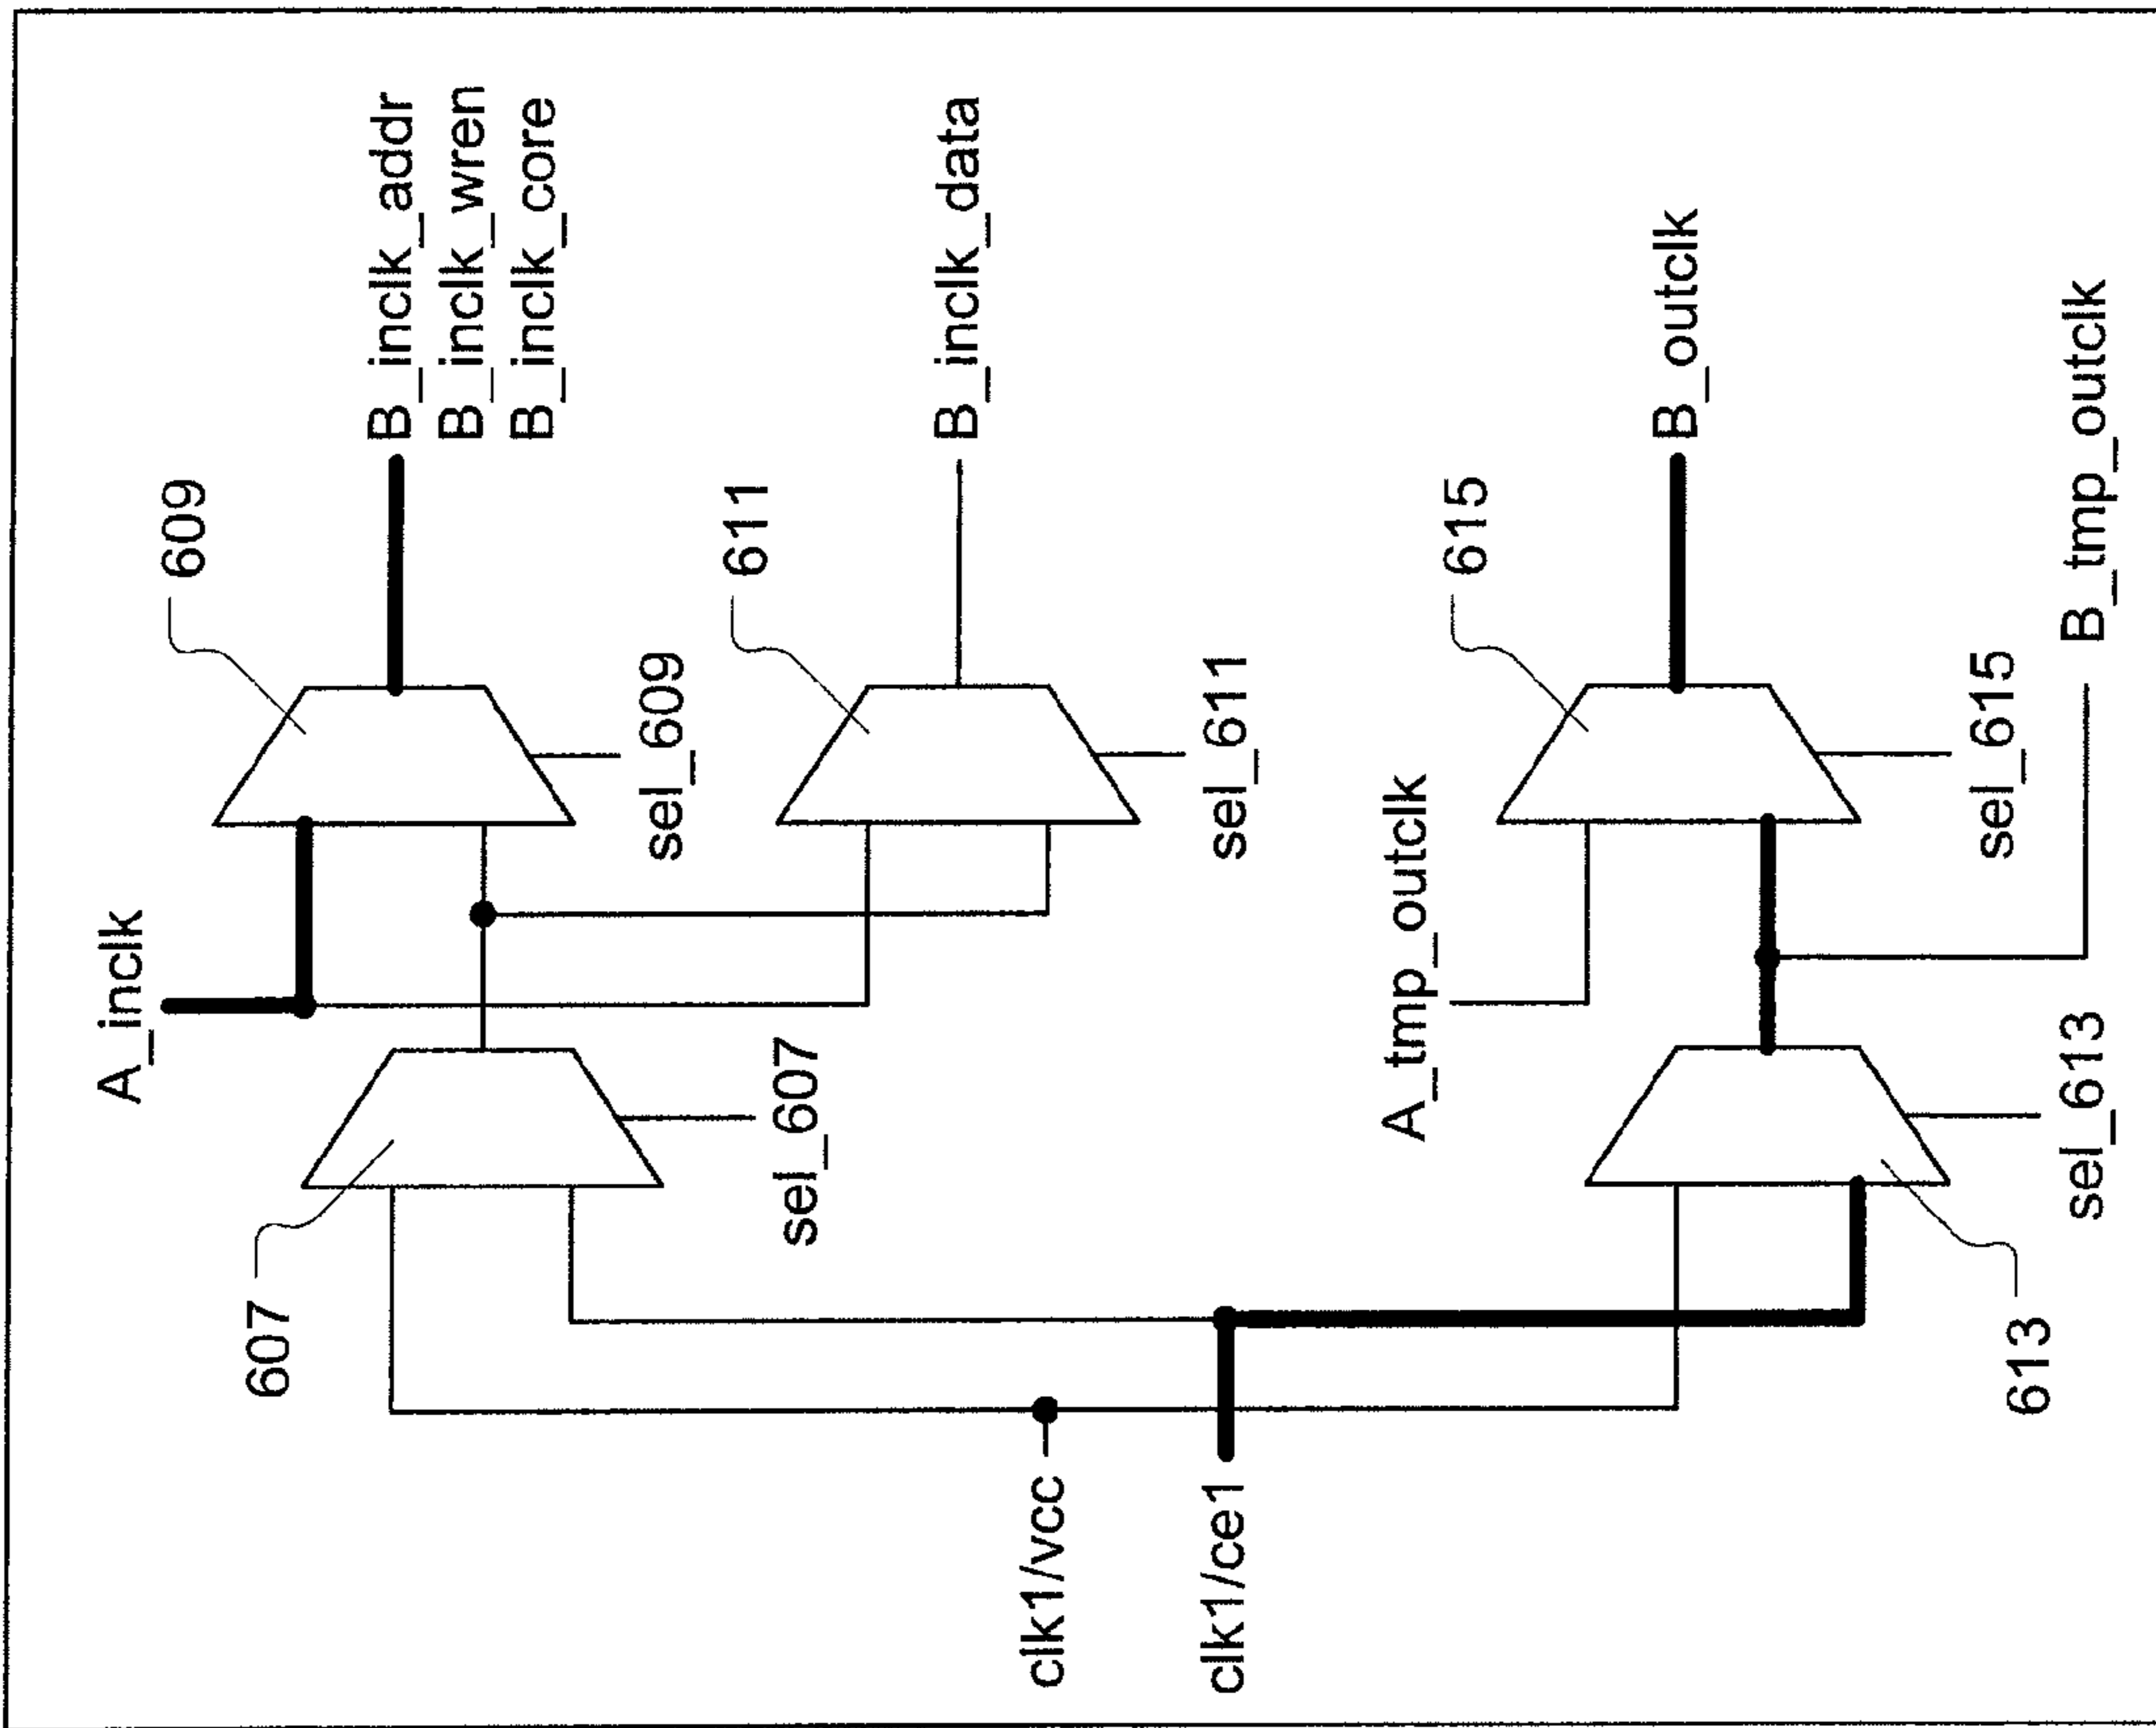 A_inclk
607
sel_607
609
B_inclk_addr
B_inclk_wren
B_inclk_core
sel_609
611
B_inclk_data
sel_611
clk1/vcc
clk1/ce1
A_tmp_outclk
615
B_outclk
sel_615
613
sel_613
B_tmp_outclk